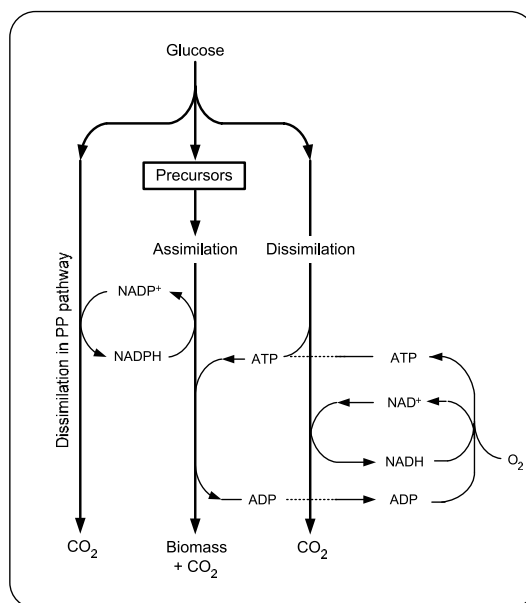 Glucose
Precursors
Assimilation
Dissimilation
Dissimilation in PP pathway
NADP⁺
NADPH
ATP
ATP
NAD⁺
NADH
O₂
ADP
ADP
CO₂
Biomass
+ CO₂
CO₂